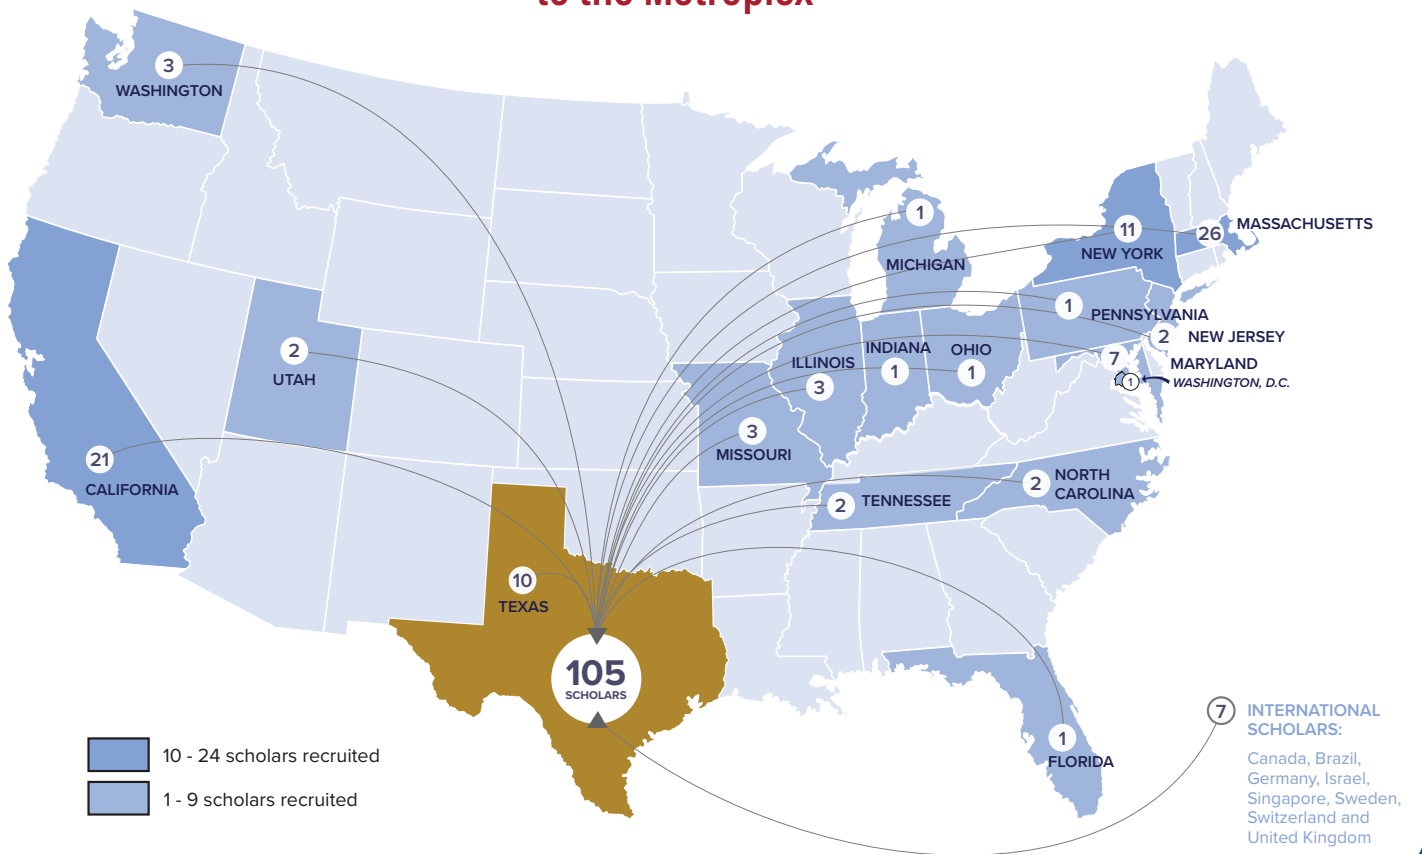 to the Metroplex
3
WASHINGTON
1
MICHIGAN
11
NEW YORK
26
MASSACHUSETTS
1
PENNSYLVANIA
2
NEW JERSEY
7
MARYLAND
1
WASHINGTON, D.C.
2
UTAH
ILLINOIS
3
INDIANA
1
OHIO
1
3
MISSOURI
21
CALIFORNIA
2
TENNESSEE
2
NORTH
CAROLINA
10
TEXAS
105
SCHOLARS
1
FLORIDA
7
INTERNATIONAL
SCHOLARS:
Canada, Brazil,
Germany, Israel,
Singapore, Sweden,
Switzerland and
United Kingdom
10 - 24 scholars recruited
1 - 9 scholars recruited